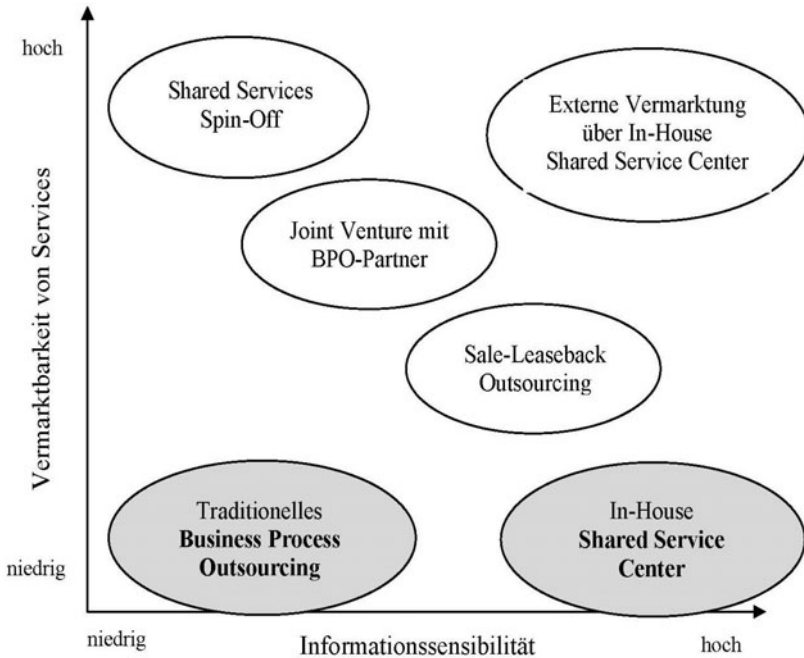 hoch
Shared Services
Spin-Off
Externe Vermarktung
über In-House
Shared Service Center
Joint Venture mit
BPO-Partner
Vermarktbarkeit von Services
Sale-Leaseback
Outsourcing
Traditionelles
Business Process
Outsourcing
In-House
Shared Service
Center
niedrig
niedrig
Informationssensibilität
hoch